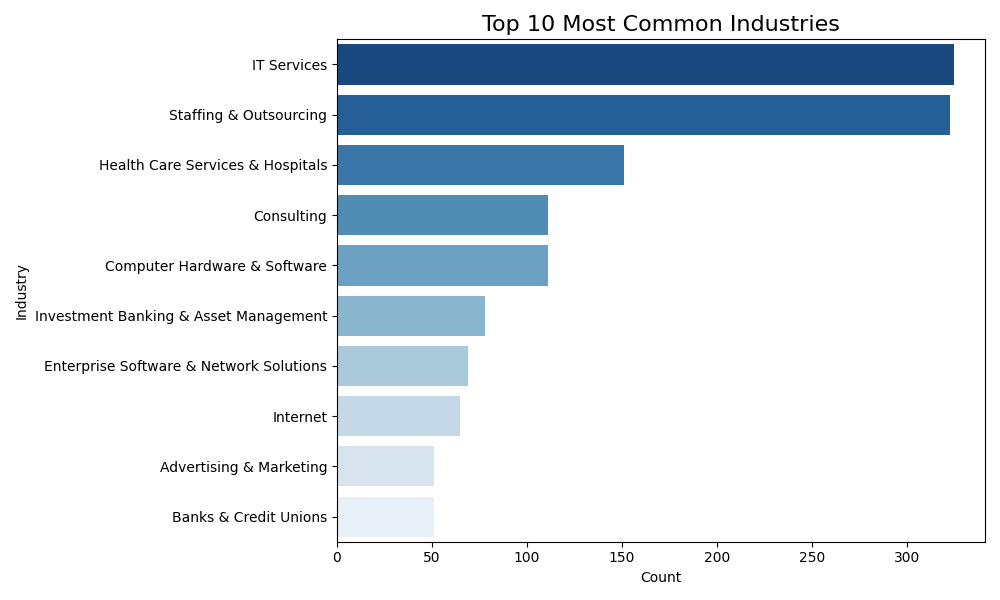 Top 10 Most Common Industries
Industry
IT Services
Staffing & Outsourcing
Health Care Services & Hospitals
Consulting
Computer Hardware & Software
Investment Banking & Asset Management
Enterprise Software & Network Solutions
Internet
Advertising & Marketing
Banks & Credit Unions
0 50 100 150 200 250 300
Count